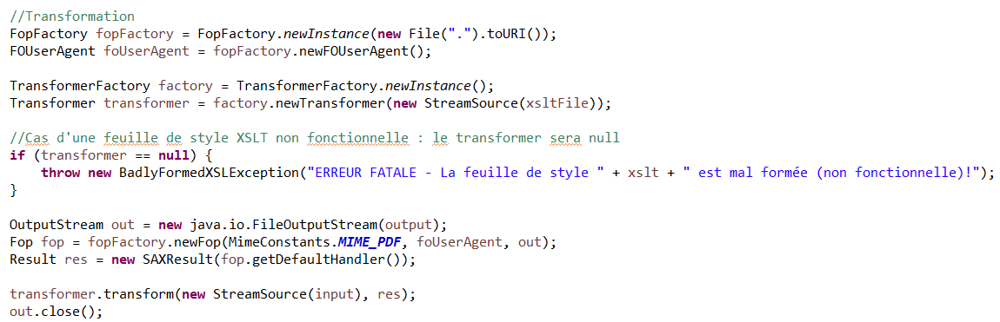 //Transformation
FopFactory fopFactory = FopFactory.newInstance(new File(".").toURI());
FOUserAgent foUserAgent = fopFactory.newFOUserAgent();
TransformerFactory factory = TransformerFactory.newInstance();
Transformer transformer = factory.newTransformer(new StreamSource(xsltFile));
//Cas d'une feuille de style XSLT non fonctionnelle : le transformer sera null
if (transformer == null) {
    throw new BadlyFormedXSLException("ERREUR FATALE - La feuille de style " + xslt + " est mal formée (non fonctionnelle)!");
}
OutputStream out = new java.io.FileOutputStream(output);
Fop fop = fopFactory.newFop(MimeConstants.MIME_PDF, foUserAgent, out);
Result res = new SAXResult(fop.getDefaultHandler());
transformer.transform(new StreamSource(input), res);
out.close();